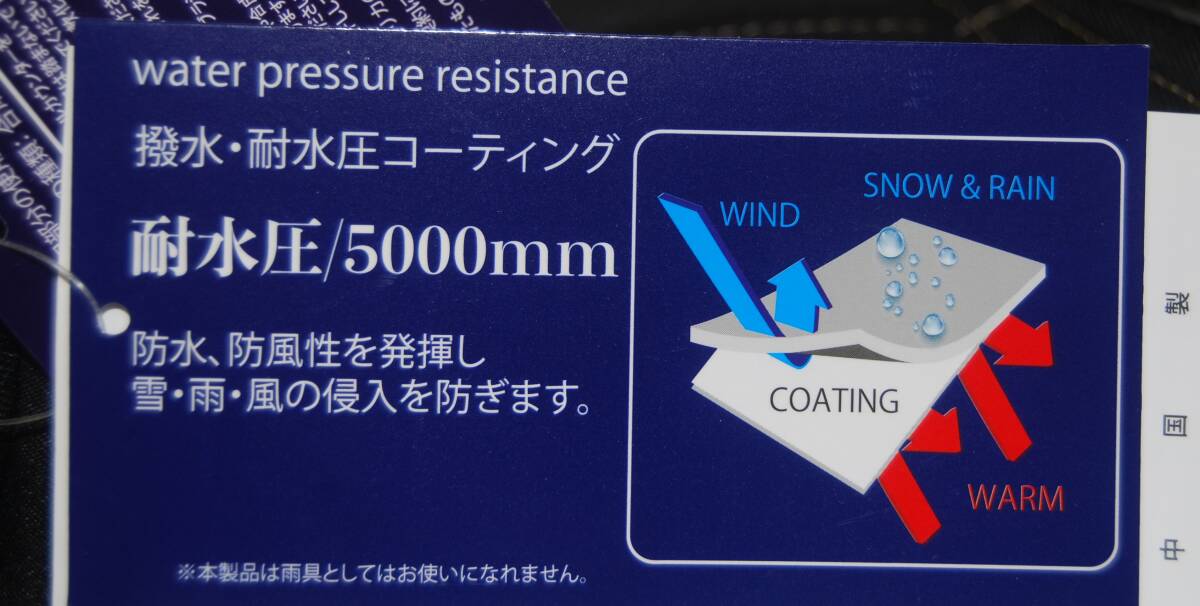 water pressure resistance
撥水・耐水圧コーティング
耐水圧/5000mm
防水、防風性を発揮し
雪・雨・風の侵入を防ぎます。
※本製品は雨具としてはお使いになれません。
WIND
SNOW & RAIN
COATING
WARM
中国製